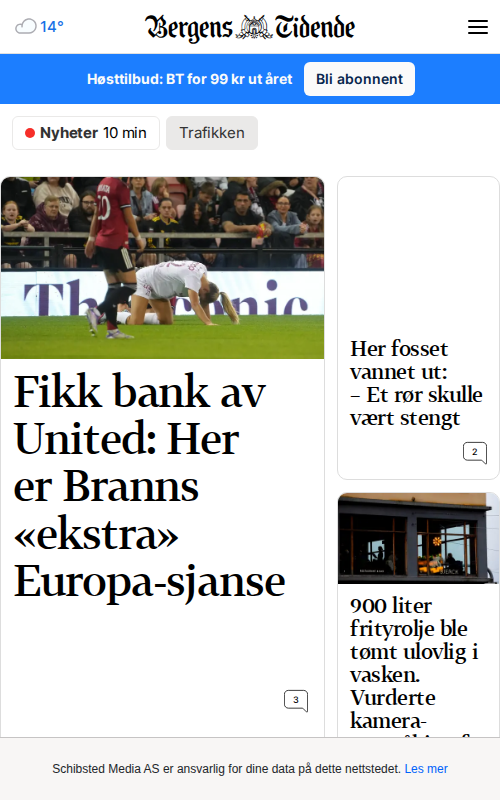 14°
Bergens Tidende
Høsttilbud: BT for 99 kr ut året
Bli abonnent
Nyheter 10 min
Trafikken
Fikk bank av
United: Her
er Branns
«ekstra»
Europa-sjanse
3
Her fosset
vannet ut:
– Et rør skulle
vært stengt
2
900 liter
frityrolje ble
tømt ulovlig i
vasken.
Vurderte
kamera-
Schibsted Media AS er ansvarlig for dine data på dette nettstedet. Les mer